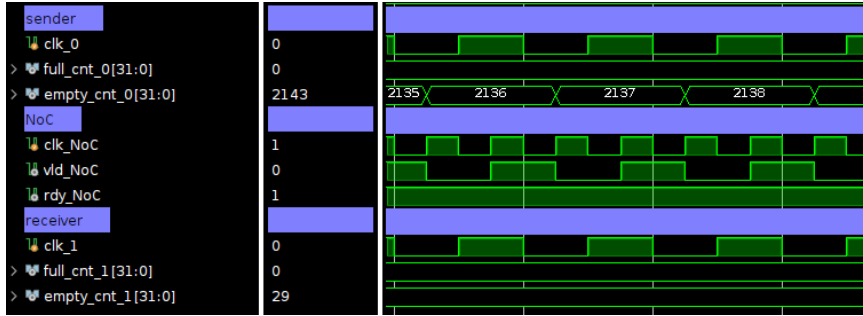 sender
clk_0 0
full_cnt_0[31:0] 0
empty_cnt_0[31:0] 2143 2135 2136 2137 2138
NoC
clk_NoC 1
vld_NoC 0
rdy_NoC 1
receiver
clk_1 0
full_cnt_1[31:0] 0
empty_cnt_1[31:0] 29